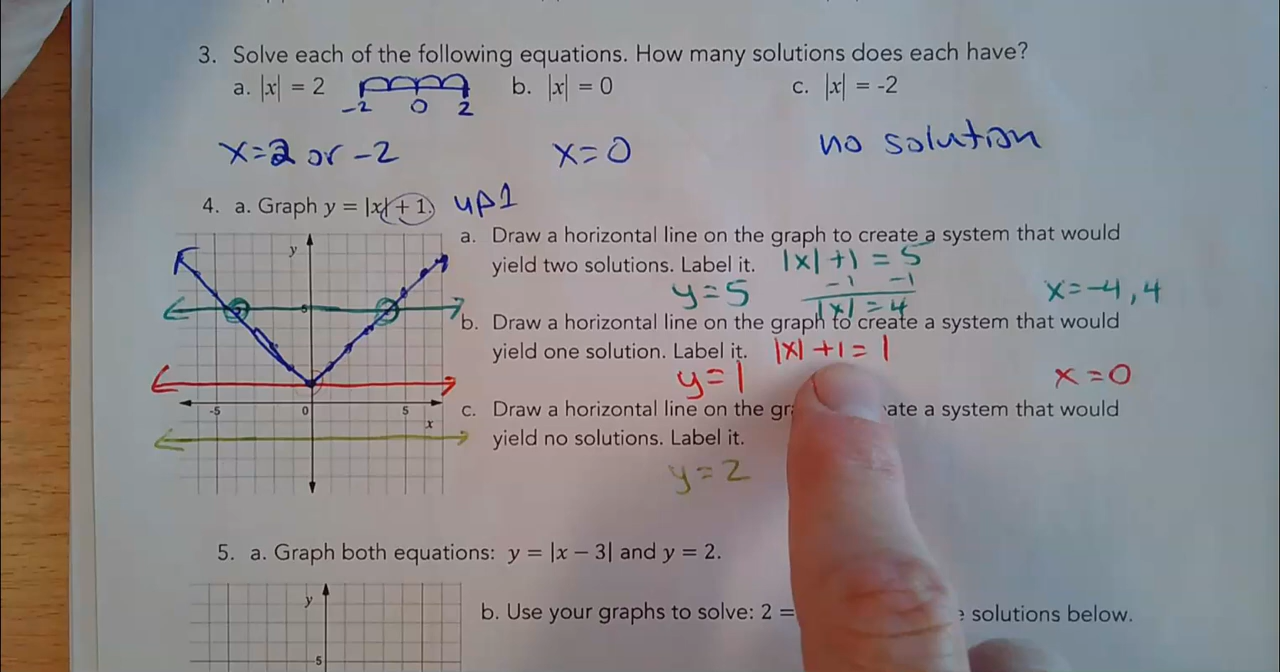 3. Solve each of the following equations. How many solutions does each have?
a. |x| = 2 b. |x| = 0 c. |x| = -2
-2 0 2
x=2 or -2 x=0 no solution
4. a. Graph y = |x| + 1. up 1
a. Draw a horizontal line on the graph to create a system that would
yield two solutions. Label it. |x| + 1 = 5
-1 -1
y=5 |x| = 4 x=-4, 4
b. Draw a horizontal line on the graph to create a system that would
yield one solution. Label it. |x| + 1 = 1
y=1 x=0
c. Draw a horizontal line on the ate a system that would
yield no solutions. Label it.
y=2
y
5
-5 0 5
x
5. a. Graph both equations: y = |x − 3| and y = 2.
y
5
b. Use your graphs to solve: 2 = solutions below.